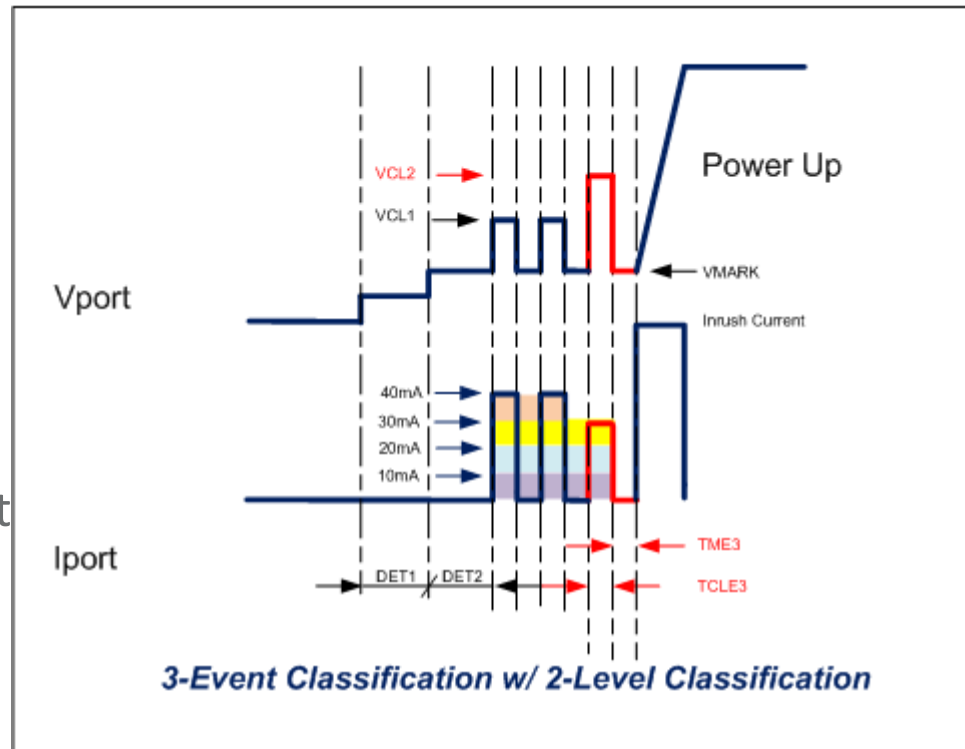 VCL2
Power Up
VCL1
VMARK
Vport
Inrush Current
40mA
30mA
20mA
10mA
t
Iport
TME3
DET1
DET2
TCLE3
3-Event Classification w/ 2-Level Classification